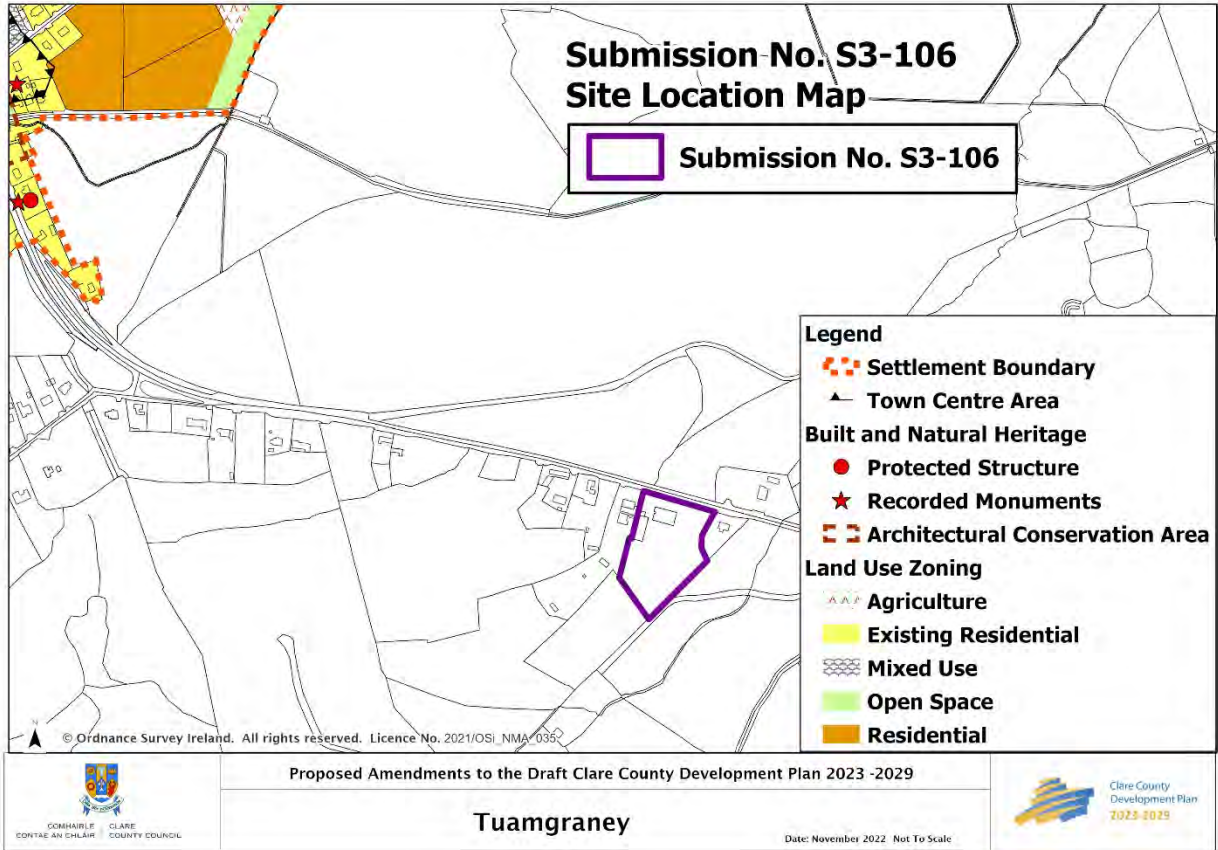 Submission No. S3-106
Site Location Map
Submission No. S3-106
Legend
Settlement Boundary
Town Centre Area
Built and Natural Heritage
Protected Structure
Recorded Monuments
Architectural Conservation Area
Land Use Zoning
Agriculture
Existing Residential
Mixed Use
Open Space
Residential
N
© Ordnance Survey Ireland. All rights reserved. Licence No. 2021/OSi_NMA_035
Proposed Amendments to the Draft Clare County Development Plan 2023 -2029
Tuamgraney
Date: November 2022 Not To Scale
COMHAIRLE CLARE
CONTAE AN CHLÁIR COUNTY COUNCIL
Clare County
Development Plan
2023-2029